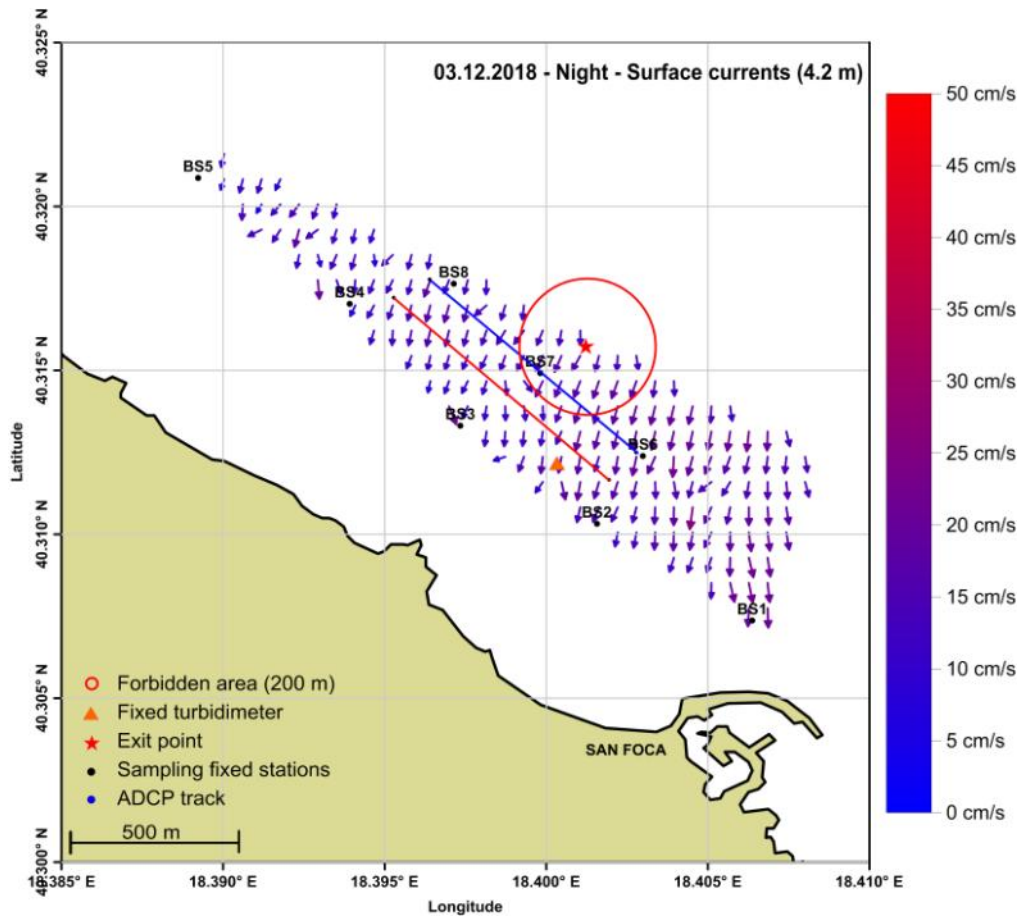 03.12.2018 - Night - Surface currents (4.2 m)
40.325° N
40.320° N
40.315° N
40.310° N
40.305° N
40.300° N
Latitude
BS5
BS8
BS4
BS7
BS3
BS6
BS2
BS1
SAN FOCA
Forbidden area (200 m)
Fixed turbidimeter
Exit point
Sampling fixed stations
ADCP track
500 m
18.385° E
18.390° E
18.395° E
18.400° E
18.405° E
18.410° E
Longitude
50 cm/s
45 cm/s
40 cm/s
35 cm/s
30 cm/s
25 cm/s
20 cm/s
15 cm/s
10 cm/s
5 cm/s
0 cm/s